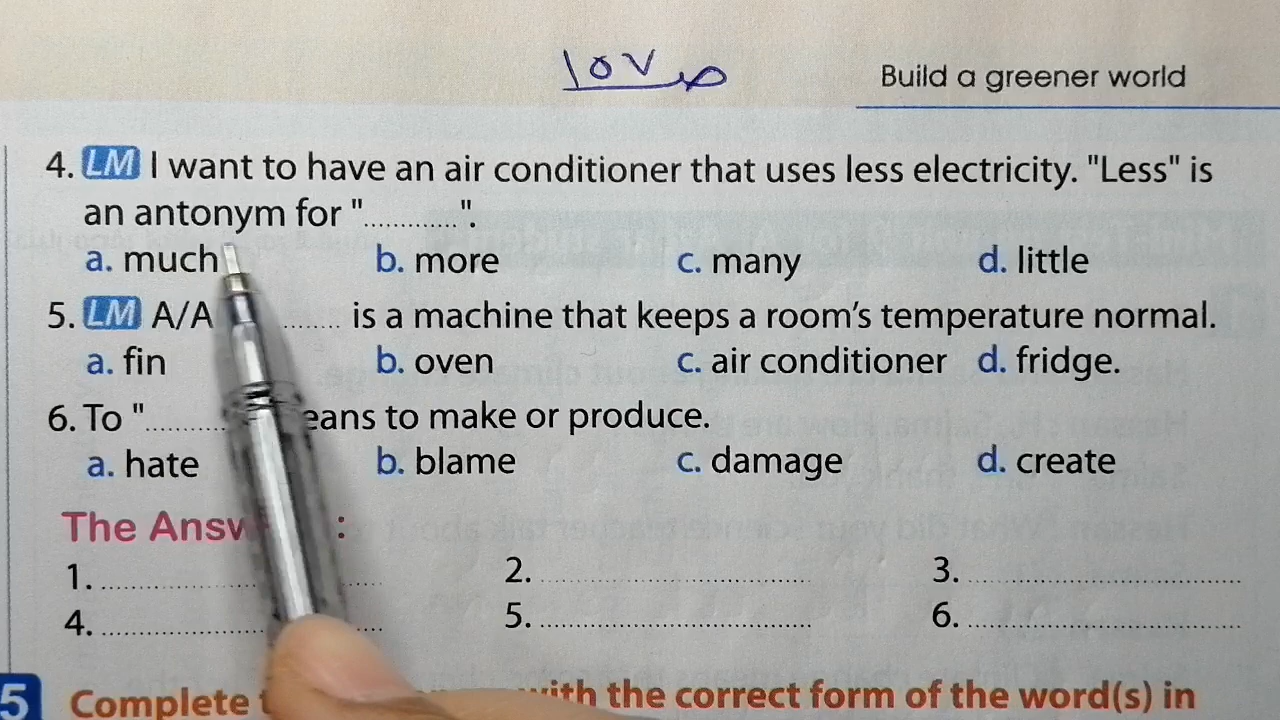 ص ١٥٧
Build a greener world
4. LM I want to have an air conditioner that uses less electricity. "Less" is
an antonym for "............".
a. much b. more c. many d. little
5. LM A/A ........ is a machine that keeps a room's temperature normal.
a. fin b. oven c. air conditioner d. fridge.
6. To ".......... eans to make or produce.
a. hate b. blame c. damage d. create
The Answ :
1. ........................ 2. ........................ 3. ........................
4. ........................ 5. ........................ 6. ........................
5 Complete with the correct form of the word(s) in